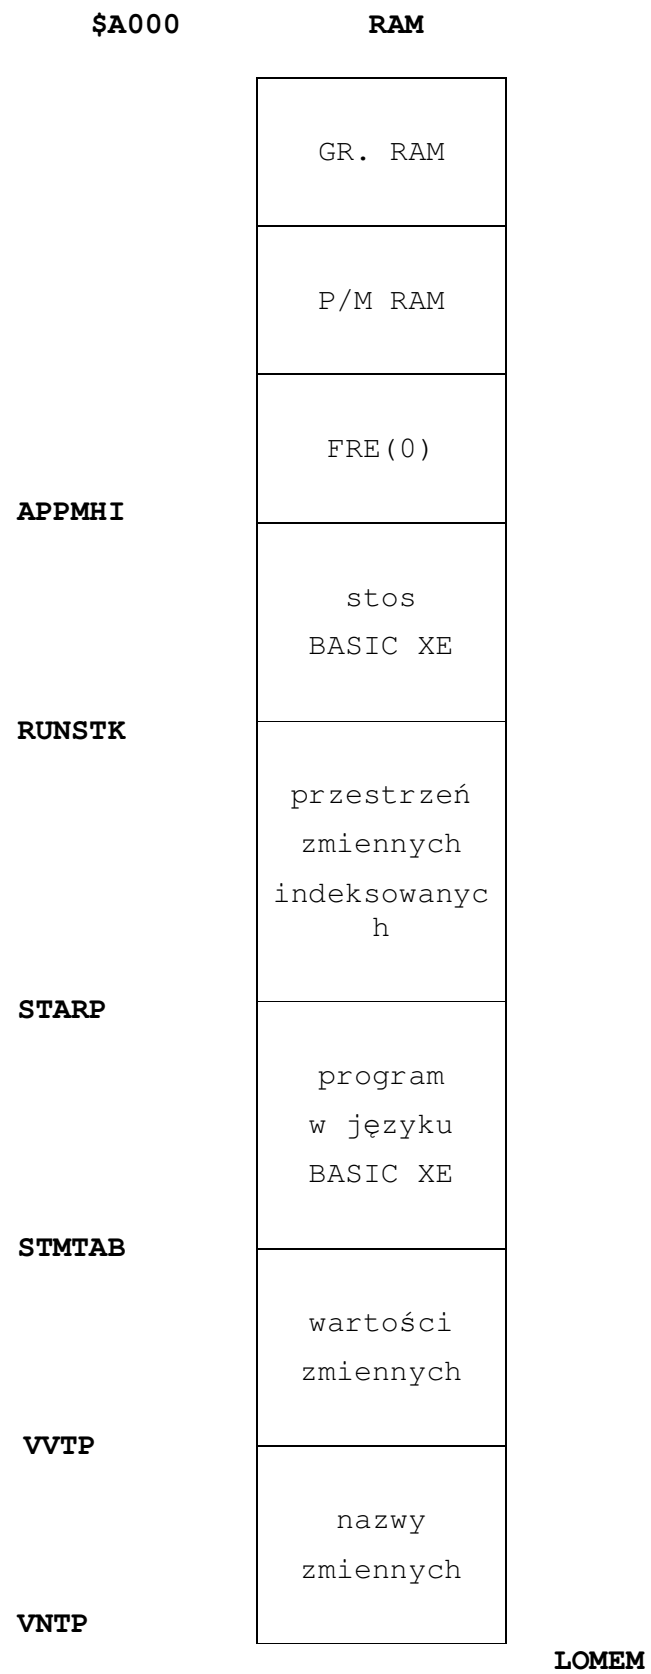 $A000 RAM
GR. RAM
P/M RAM
FRE(0)
APPMHI
stos
BASIC XE
RUNSTK
przestrzeń
zmiennych
indeksowanyc
h
STARP
program
w języku
BASIC XE
STMTAB
wartości
zmiennych
VVTP
nazwy
zmiennych
VNTP
LOMEM